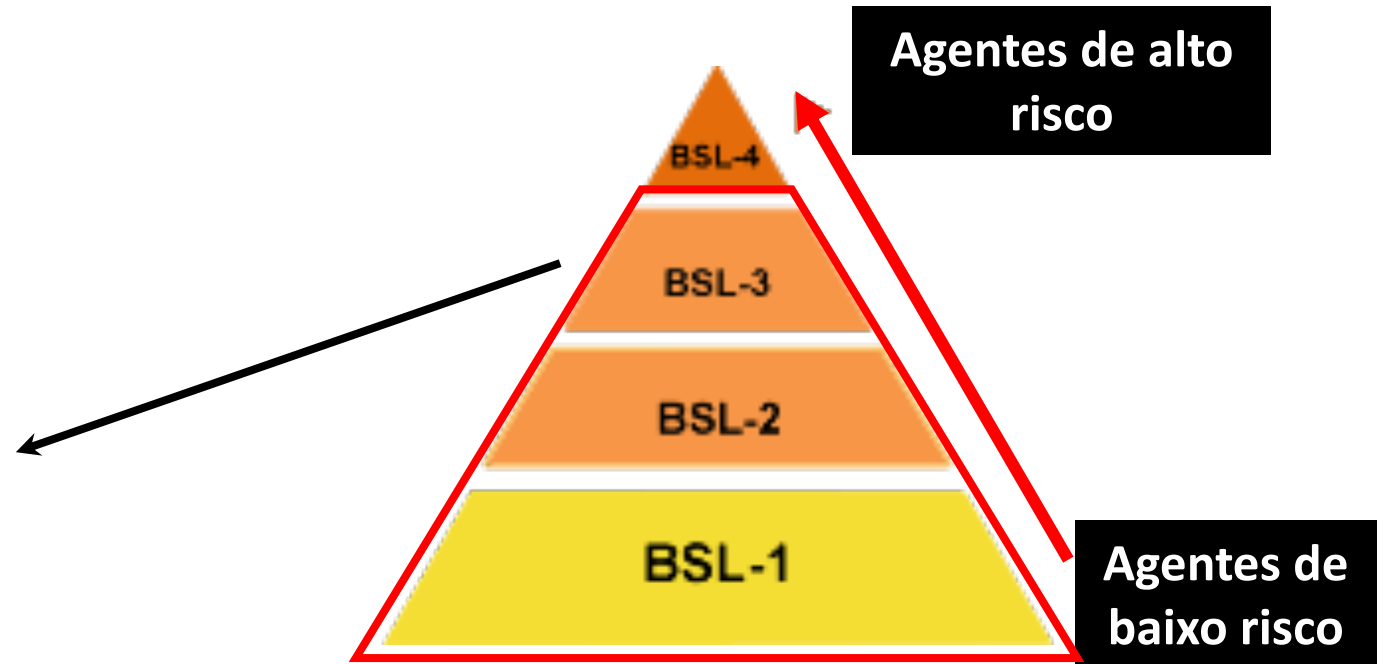 Agentes de alto
risco
BSL-4
BSL-3
BSL-2
BSL-1
Agentes de
baixo risco